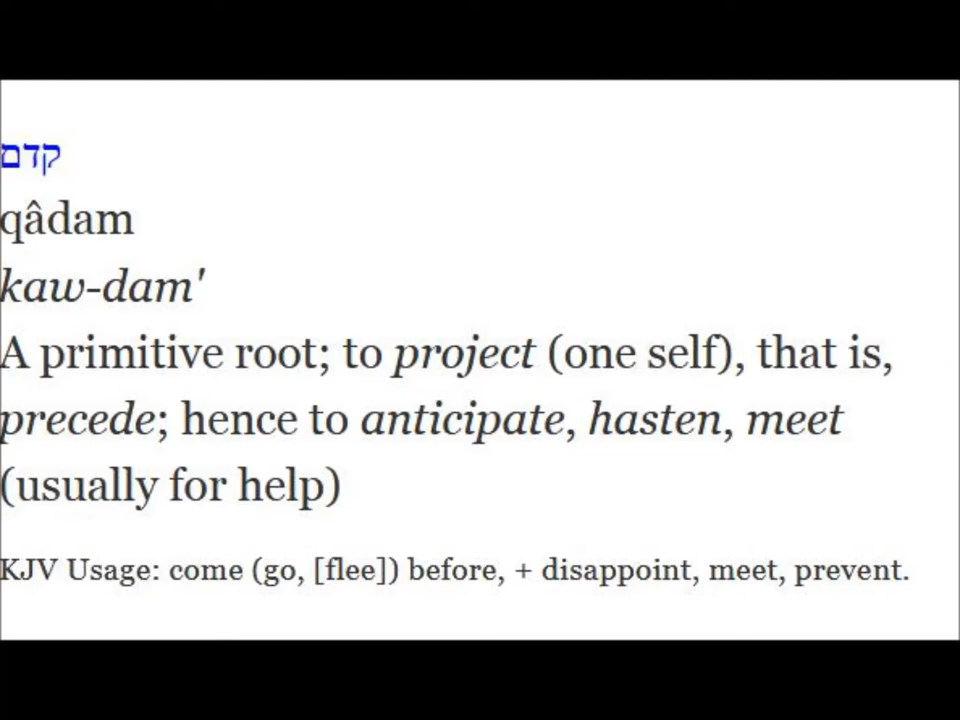 קדם
qâdam
kaw-dam'
A primitive root; to project (one self), that is,
precede; hence to anticipate, hasten, meet
(usually for help)
KJV Usage: come (go, [flee]) before, + disappoint, meet, prevent.